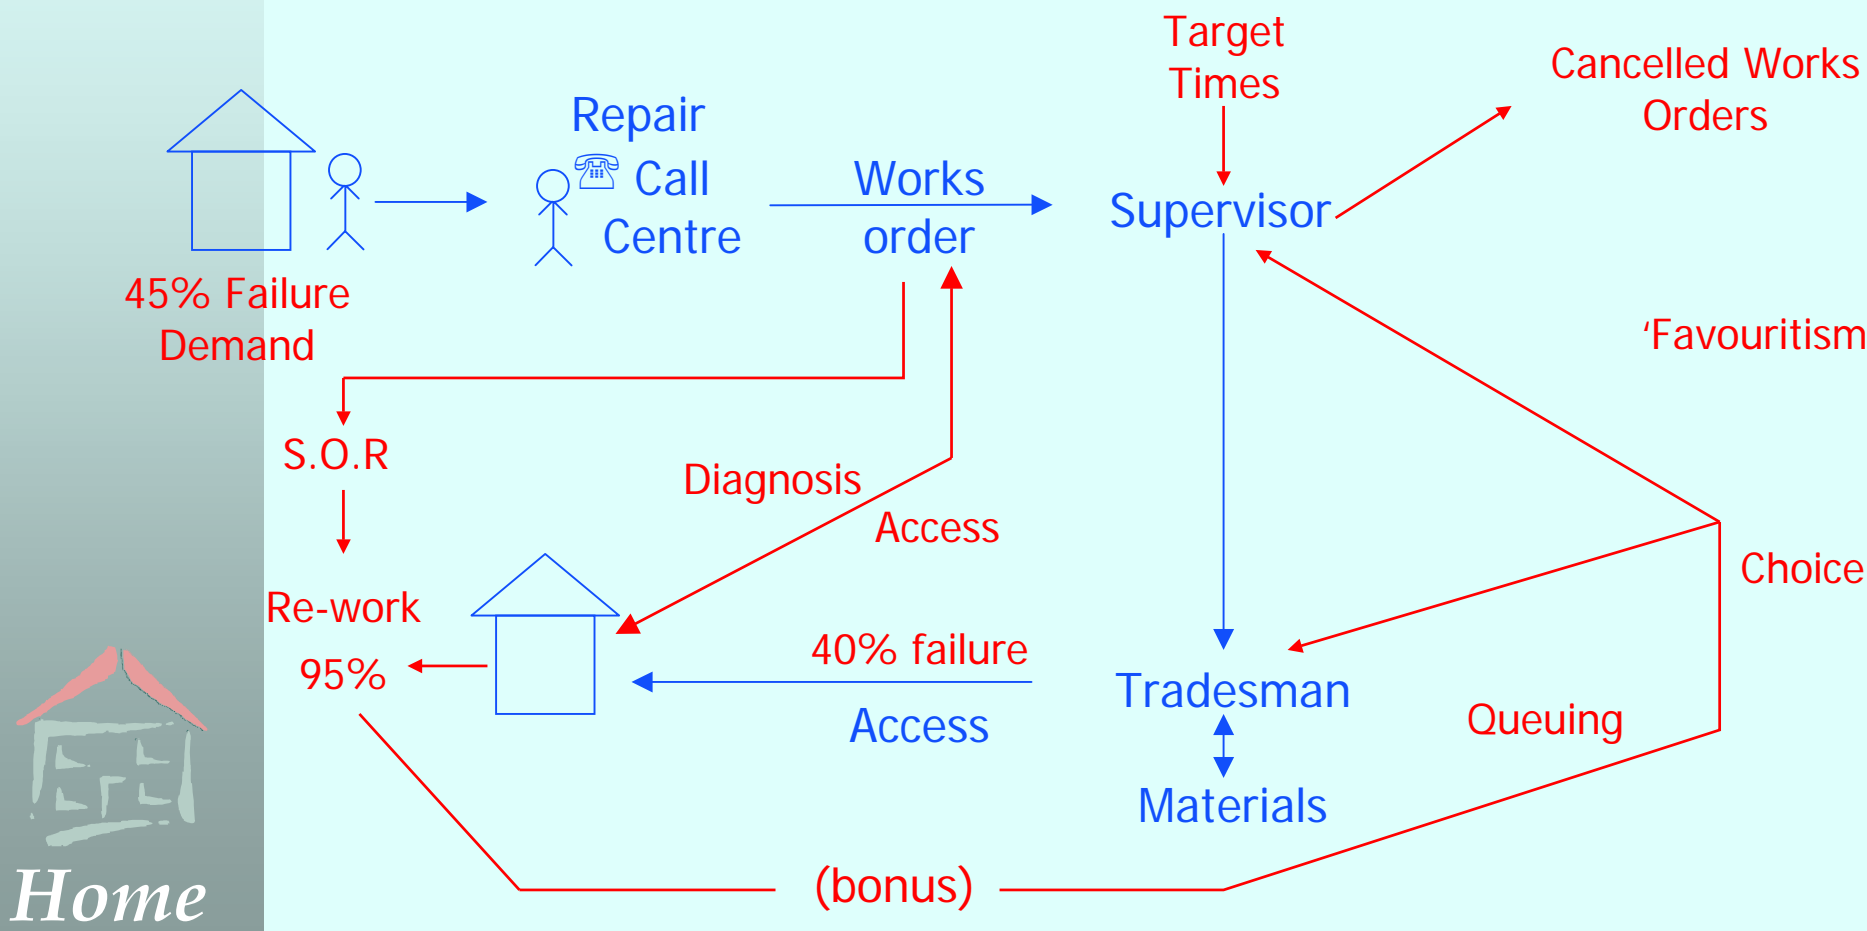 Target
Times
Cancelled Works
Orders
Repair
Call
Centre
Works
order
Supervisor
45% Failure
Demand
'Favouritism
S.O.R
Diagnosis
Access
Choice
Re-work
95%
40% failure
Access
Tradesman
Queuing
Materials
(bonus)
Home